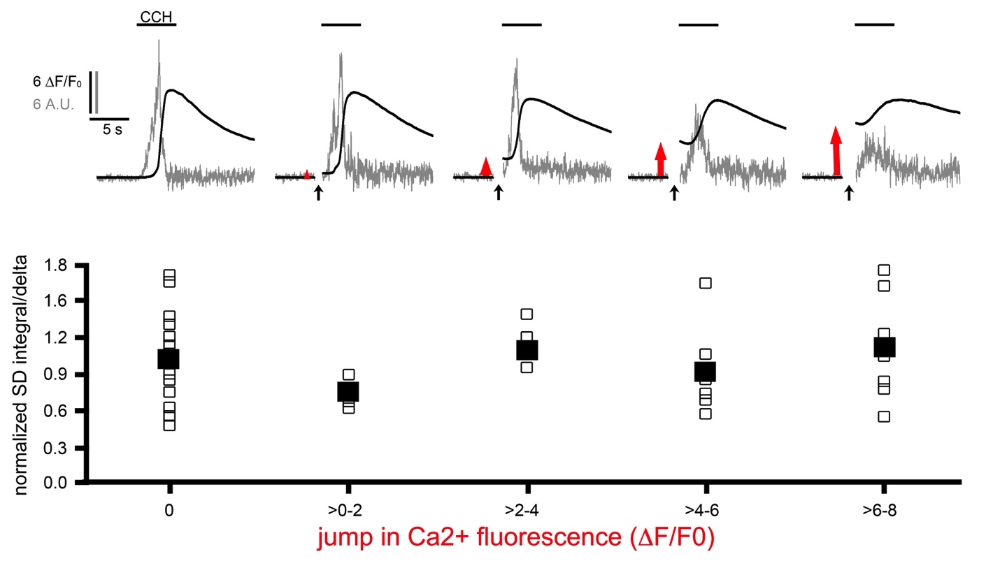 CCH
6 ΔF/F₀
6 A.U.
5 s
normalized SD integral/delta
1.8
1.6
1.2
0.9
0.6
0.3
0.0
0 >0-2 >2-4 >4-6 >6-8
jump in Ca2+ fluorescence (ΔF/F0)